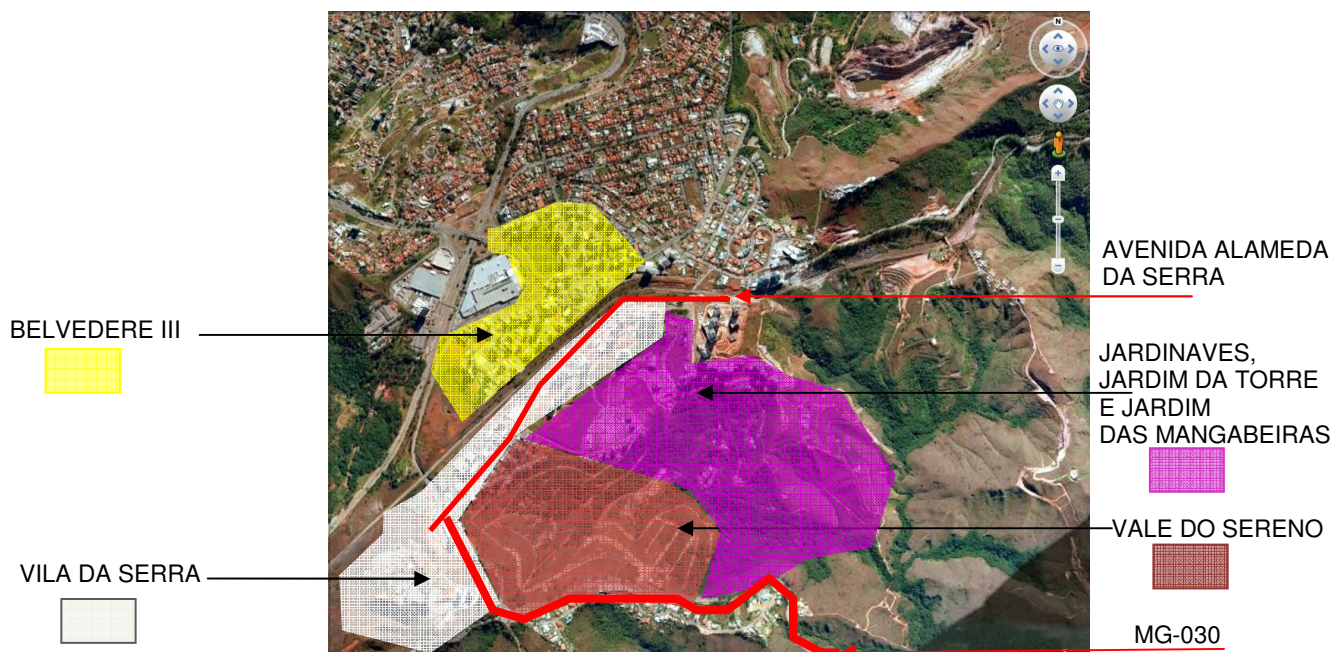 N
AVENIDA ALAMEDA
DA SERRA
BELVEDERE III
JARDINAVES,
JARDIM DA TORRE
E JARDIM
DAS MANGABEIRAS
VALE DO SERENO
VILA DA SERRA
MG-030